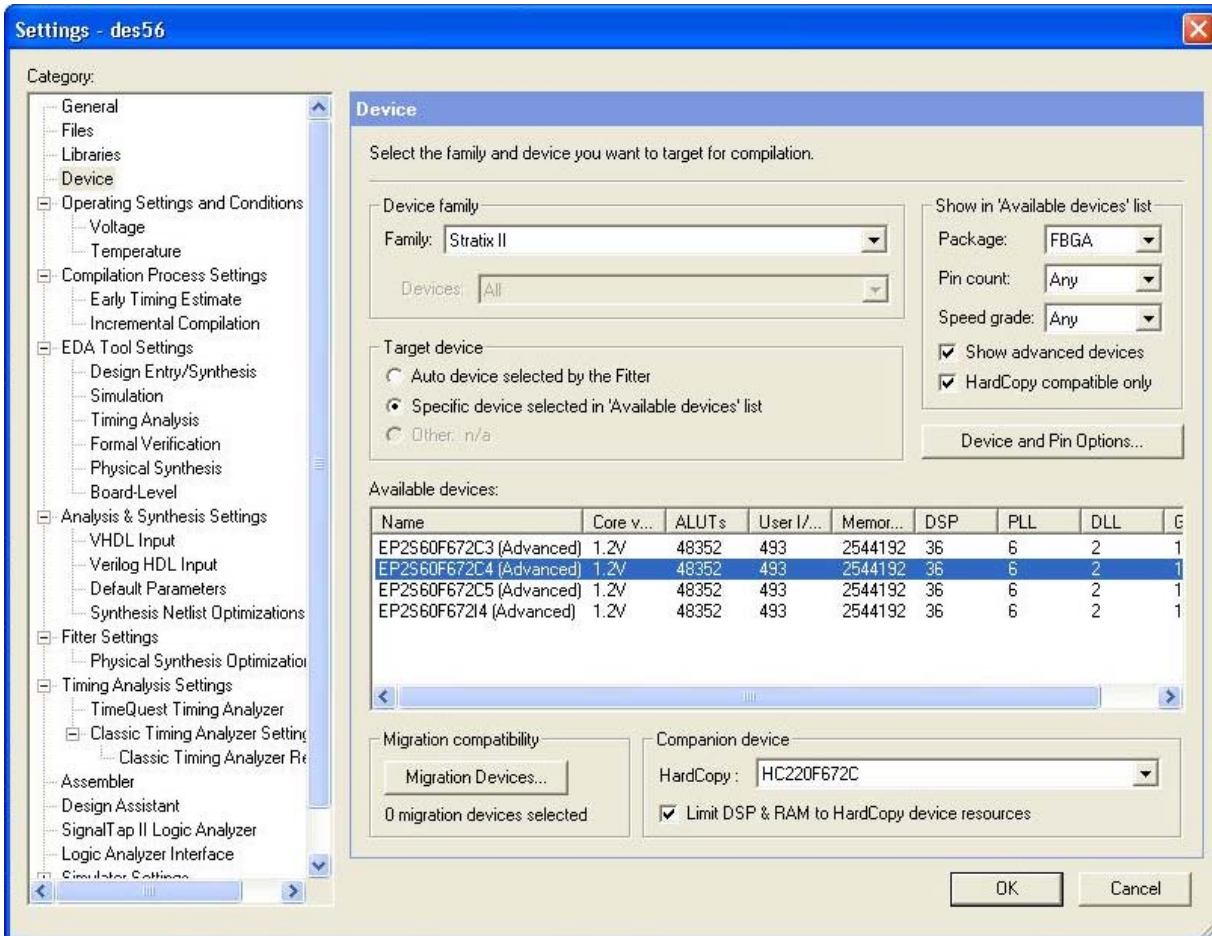 Settings - des56
Category:
General
Files
Libraries
Device
Operating Settings and Conditions
Voltage
Temperature
Compilation Process Settings
Early Timing Estimate
Incremental Compilation
EDA Tool Settings
Design Entry/Synthesis
Simulation
Timing Analysis
Formal Verification
Physical Synthesis
Board-Level
Analysis & Synthesis Settings
VHDL Input
Verilog HDL Input
Default Parameters
Synthesis Netlist Optimizations
Fitter Settings
Physical Synthesis Optimization
Timing Analysis Settings
TimeQuest Timing Analyzer
Classic Timing Analyzer Setting
Classic Timing Analyzer Re
Assembler
Design Assistant
SignalTap II Logic Analyzer
Logic Analyzer Interface
Simulator Settings
Device
Select the family and device you want to target for compilation.
Device family
Family: Stratix II
Devices: All
Target device
Auto device selected by the Fitter
Specific device selected in 'Available devices' list
Other: n/a
Show in 'Available devices' list
Package: FBGA
Pin count: Any
Speed grade: Any
Show advanced devices
HardCopy compatible only
Device and Pin Options...
Available devices:
Name Core v... ALUTs User I/... Memor... DSP PLL DLL G
EP2S60F672C3 (Advanced) 1.2V 48352 493 2544192 36 6 2 1
EP2S60F672C4 (Advanced) 1.2V 48352 493 2544192 36 6 2 1
EP2S60F672C5 (Advanced) 1.2V 48352 493 2544192 36 6 2 1
EP2S60F672I4 (Advanced) 1.2V 48352 493 2544192 36 6 2 1
Migration compatibility
Migration Devices...
0 migration devices selected
Companion device
HardCopy : HC220F672C
Limit DSP & RAM to HardCopy device resources
OK Cancel